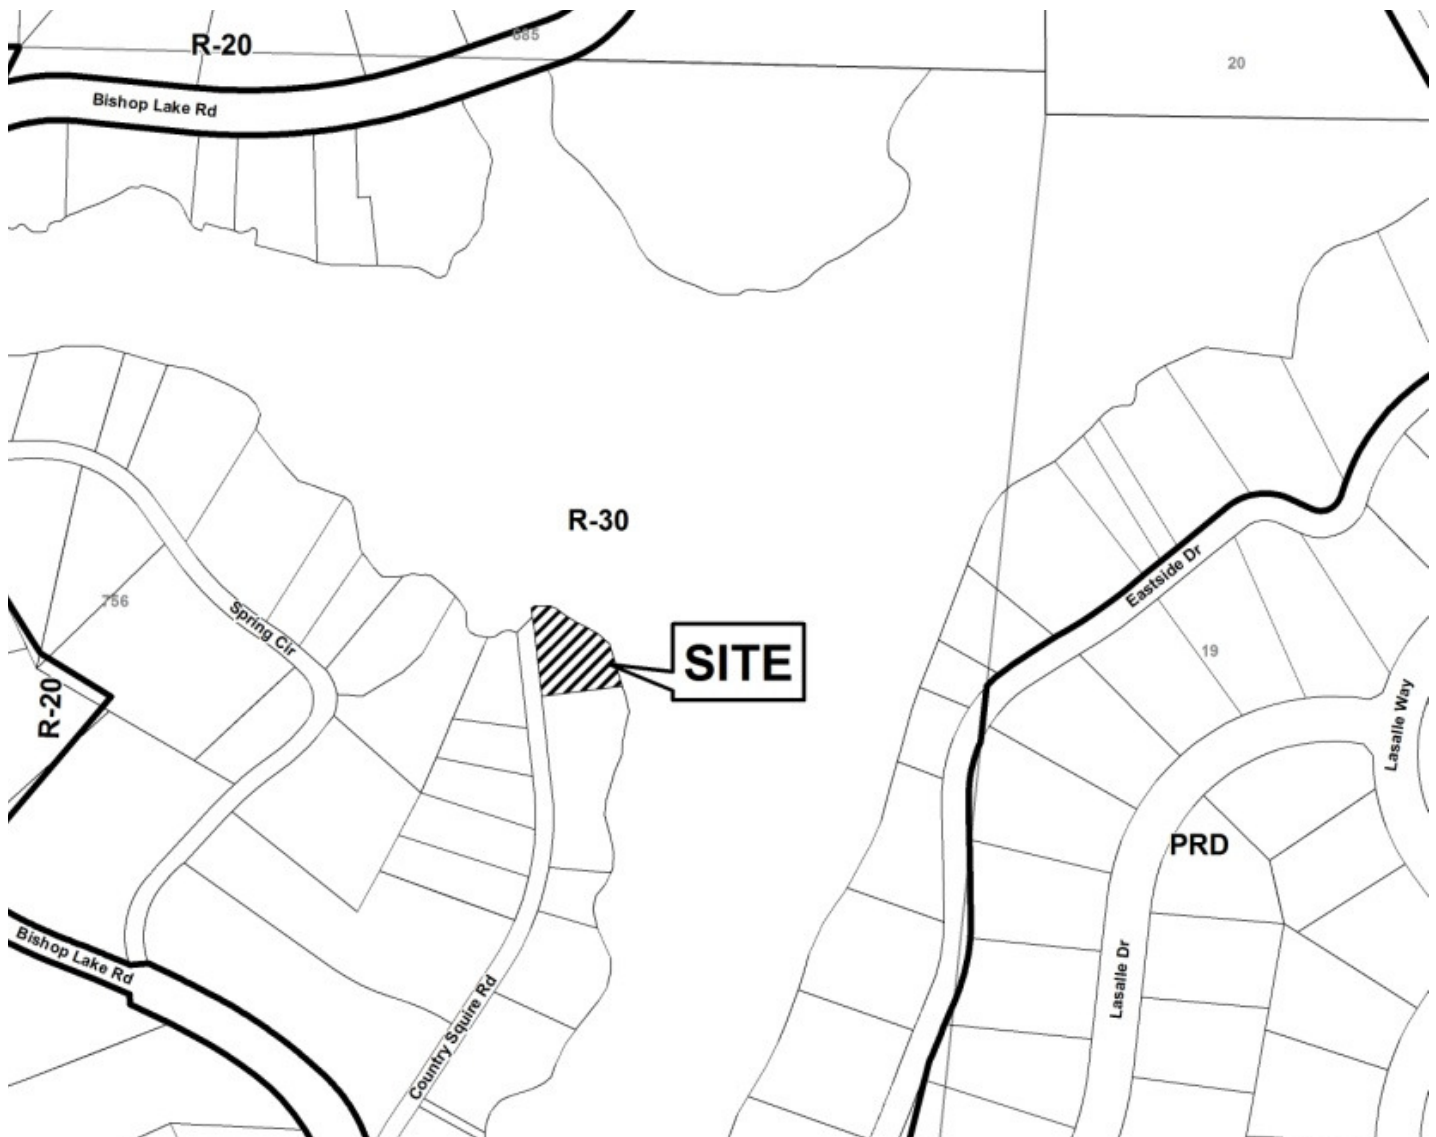 R-20
685
20
Bishop Lake Rd
R-30
Eastside Dr
756
Spring Cir
SITE
19
R-20
Lasalle Way
PRD
Bishop Lake Rd
Lasalle Dr
Country Squire Rd